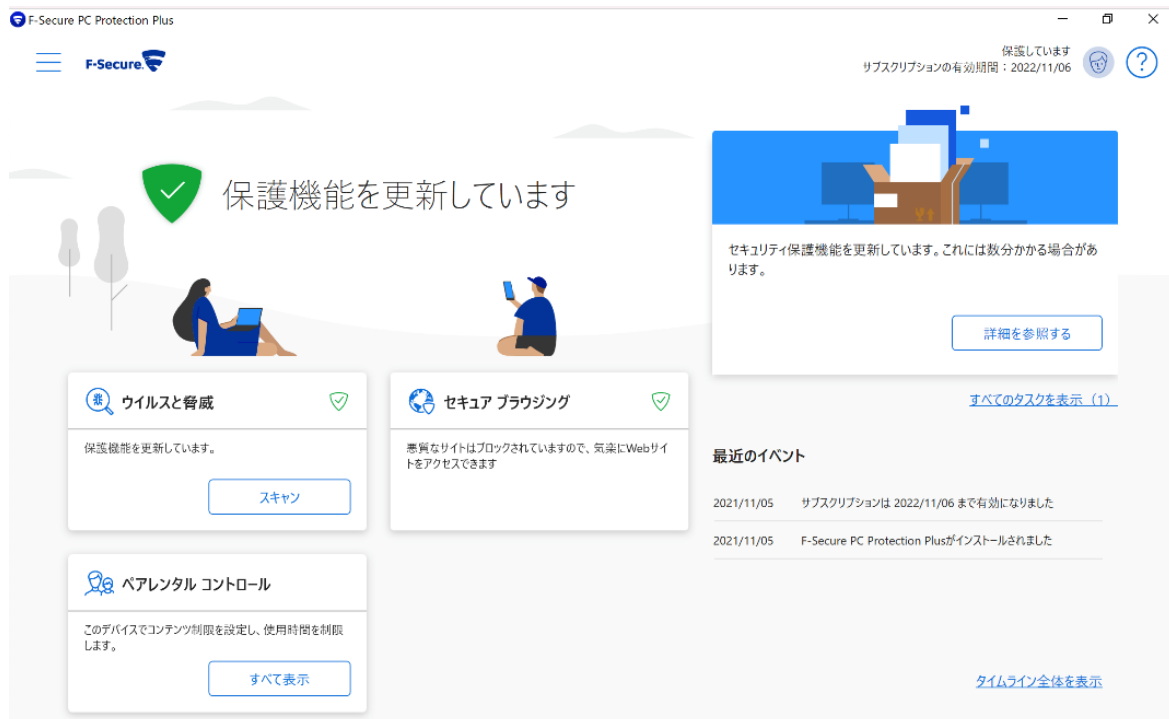 F-Secure PC Protection Plus
F-Secure.
保護しています
サブスクリプションの有効期間：2022/11/06
保護機能を更新しています
セキュリティ保護機能を更新しています。これには数分かかる場合があ
ります。
詳細を参照する
すべてのタスクを表示（1）
ウイルスと脅威
保護機能を更新しています。
スキャン
セキュア ブラウジング
悪質なサイトはブロックされていますので、気楽にWebサイ
トをアクセスできます
最近のイベント
2021/11/05 サブスクリプションは 2022/11/06 まで有効になりました
2021/11/05 F-Secure PC Protection Plusがインストールされました
ペアレンタル コントロール
このデバイスでコンテンツ制限を設定し、使用時間を制限
します。
すべて表示
タイムライン全体を表示